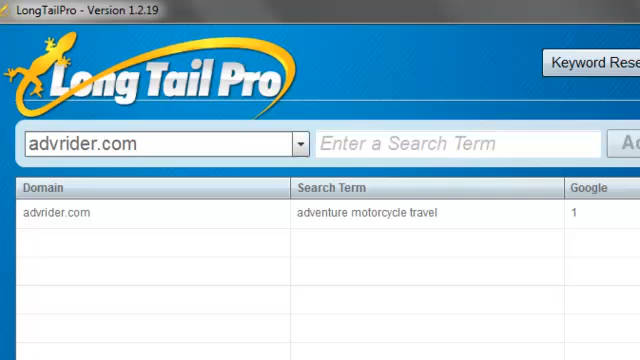 LongTailPro - Version 1.2.19
Long Tail Pro
Keyword Rese
advrider.com
Enter a Search Term
Ad
Domain
Search Term
Google
advrider.com
adventure motorcycle travel
1